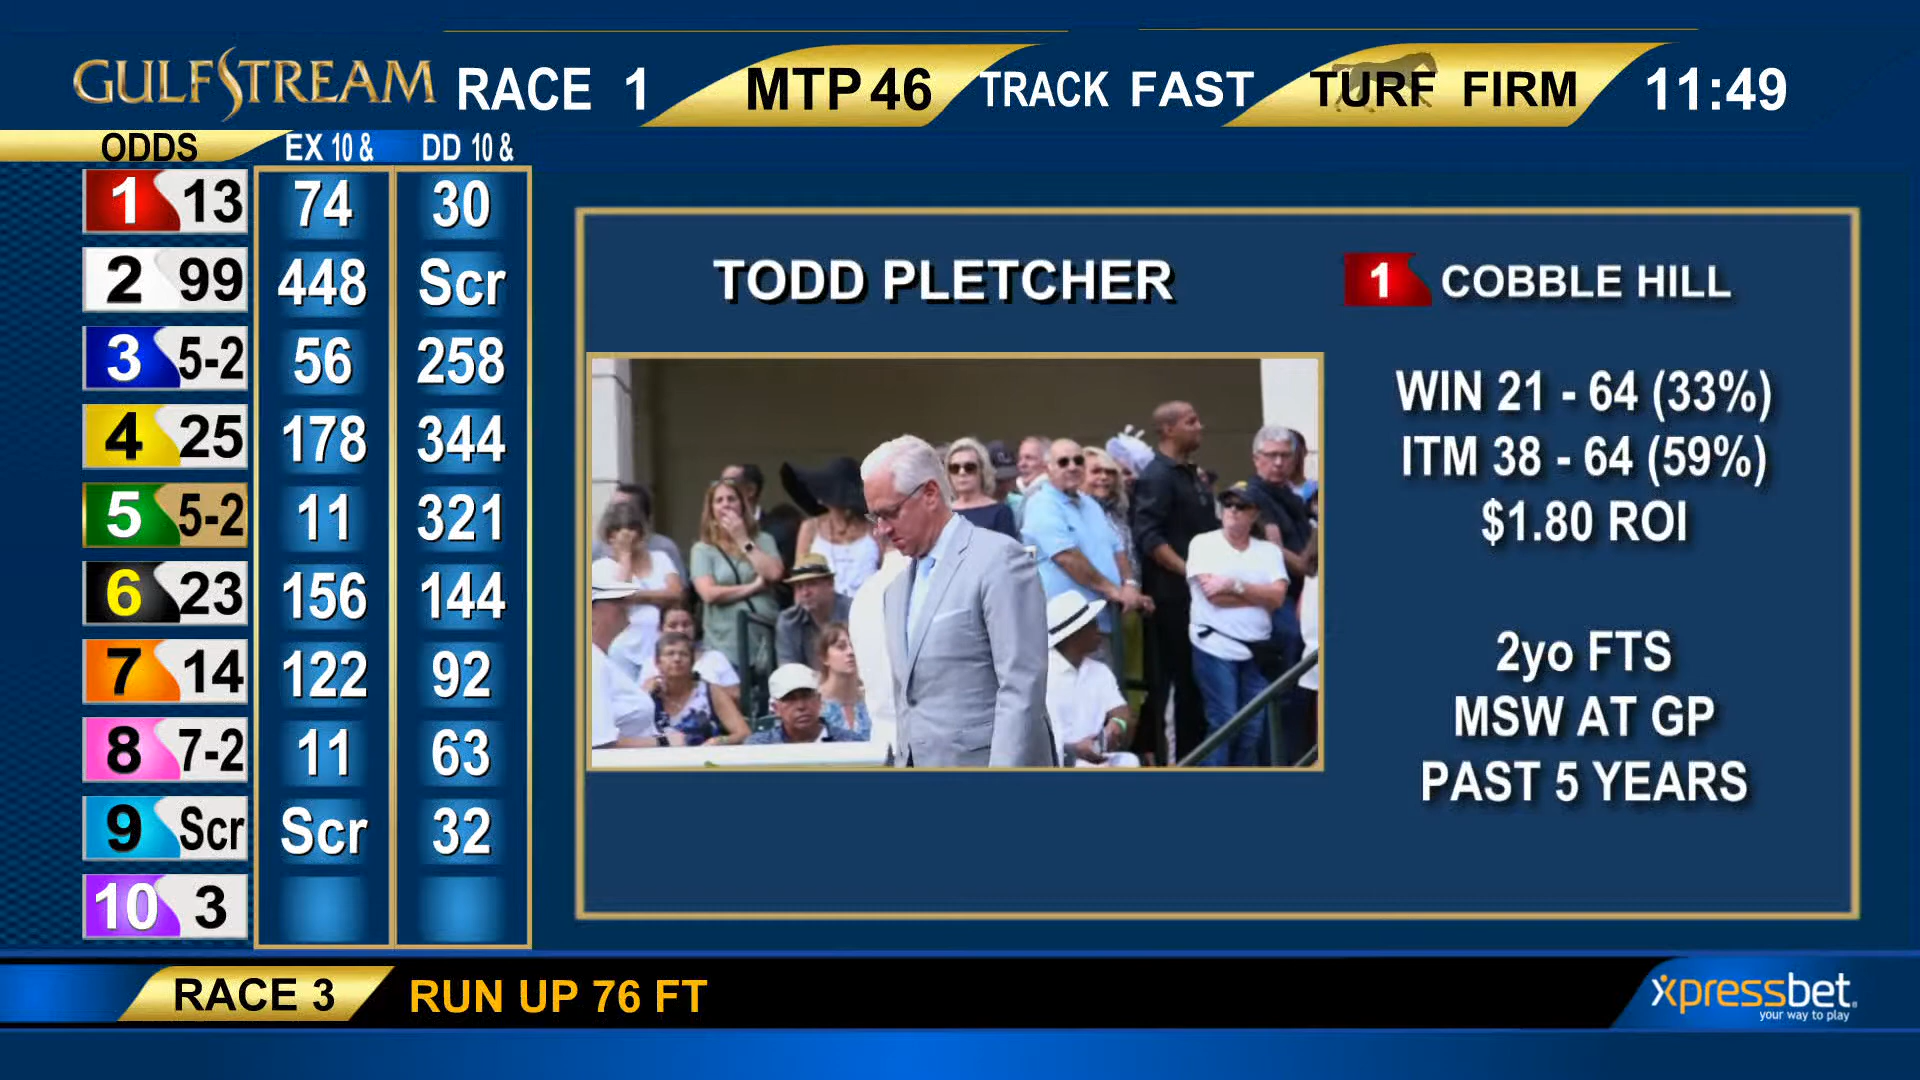 GULFSTREAM RACE 1 MTP 46 TRACK FAST TURF FIRM 11:49
ODDS EX 10 & DD 10 &
1 13 74 30
2 99 448 Scr
3 5-2 56 258
4 25 178 344
5 5-2 11 321
6 23 156 144
7 14 122 92
8 7-2 11 63
9 Scr Scr 32
10 3
TODD PLETCHER
1 COBBLE HILL
WIN 21 - 64 (33%)
ITM 38 - 64 (59%)
$1.80 ROI
2yo FTS
MSW AT GP
PAST 5 YEARS
RACE 3 RUN UP 76 FT
xpressbet.
your way to play